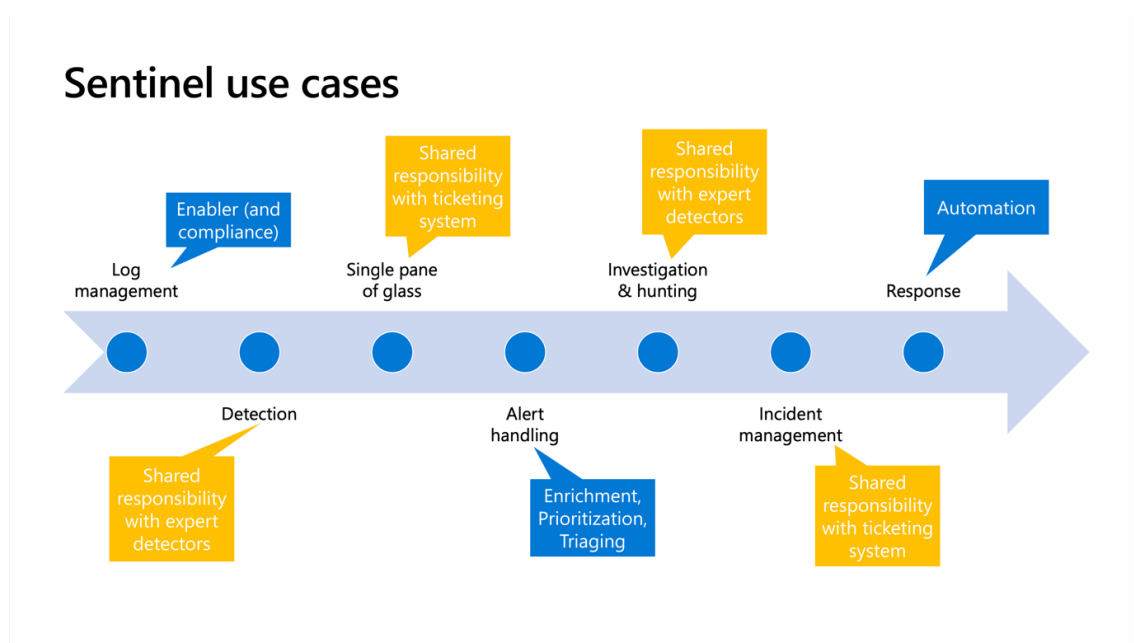 Sentinel use cases
Shared
responsibility
with ticketing
system
Shared
responsibility
with expert
detectors
Enabler (and
compliance)
Automation
Log
management
Single pane
of glass
Investigation
& hunting
Response
Detection
Alert
handling
Incident
management
Shared
responsibility
with expert
detectors
Enrichment,
Prioritization,
Triaging
Shared
responsibility
with ticketing
system